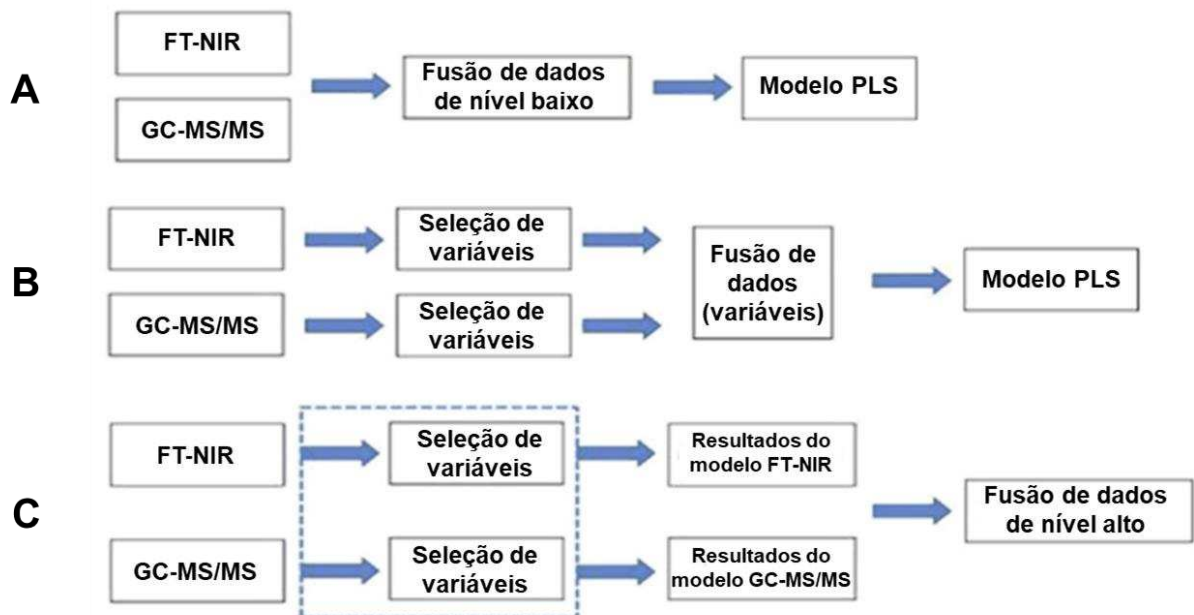 A
FT-NIR
GC-MS/MS
Fusão de dados
de nível baixo
Modelo PLS
B
FT-NIR
Seleção de
variáveis
GC-MS/MS
Seleção de
variáveis
Fusão de
dados
(variáveis)
Modelo PLS
C
FT-NIR
Seleção de
variáveis
Resultados do
modelo FT-NIR
GC-MS/MS
Seleção de
variáveis
Resultados do
modelo GC-MS/MS
Fusão de dados
de nível alto